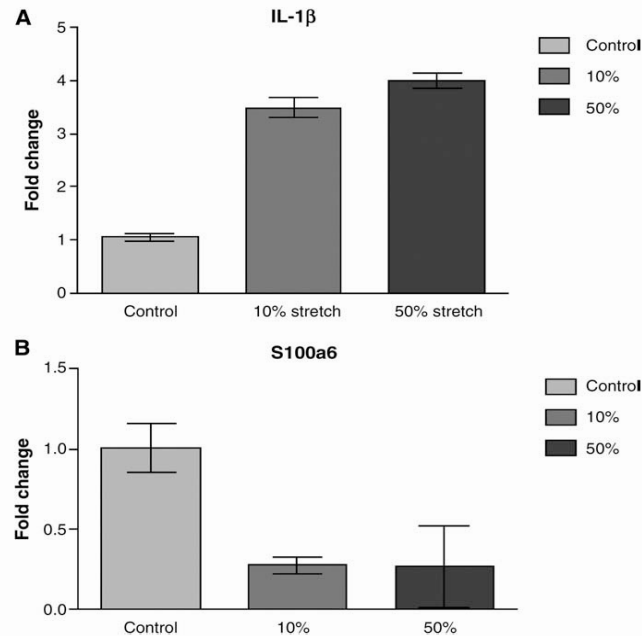 A
IL-1β
Fold change
5
4
3
2
1
0
Control
10% stretch
50% stretch
Control
10%
50%
B
S100a6
Fold change
1.5
1.0
0.5
0.0
Control
10%
50%
Control
10%
50%